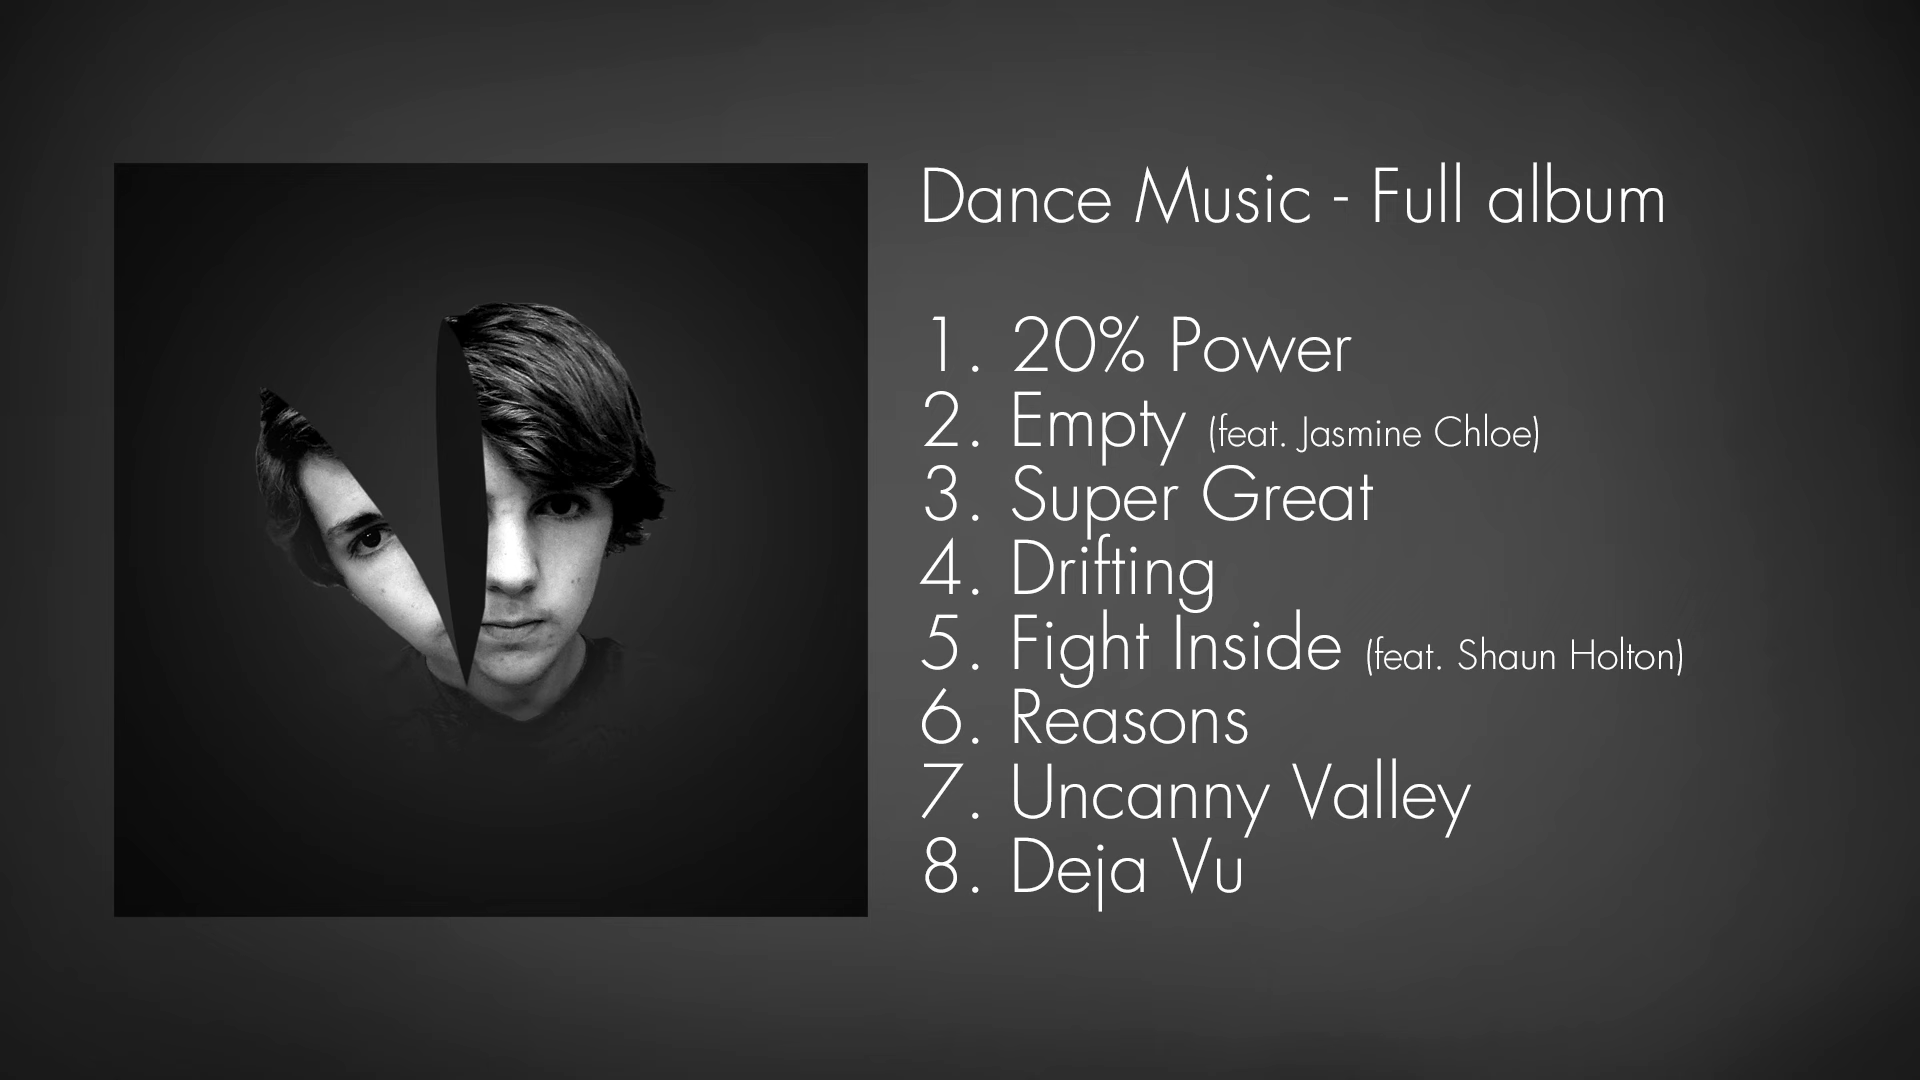 Dance Music - Full album
1. 20% Power
2. Empty (feat. Jasmine Chloe)
3. Super Great
4. Drifting
5. Fight Inside (feat. Shaun Holton)
6. Reasons
7. Uncanny Valley
8. Deja Vu